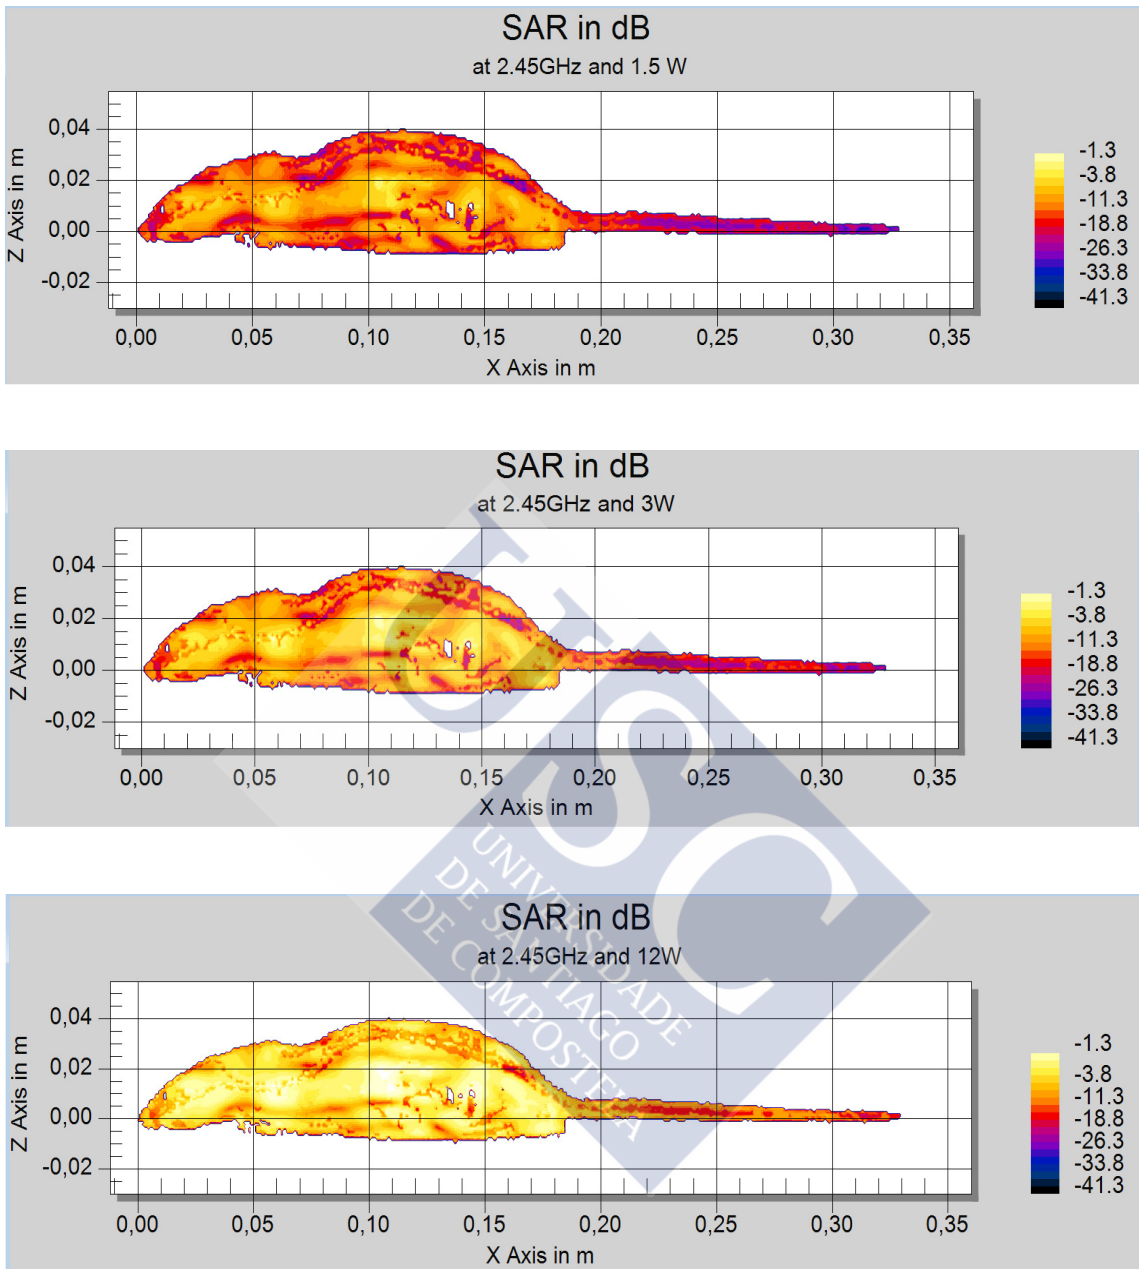 SAR in dB
at 2.45GHz and 1.5 W
Z Axis in m
0,04
0,02
0,00
-0,02
0,00 0,05 0,10 0,15 0,20 0,25 0,30 0,35
X Axis in m
-1.3
-3.8
-11.3
-18.8
-26.3
-33.8
-41.3
SAR in dB
at 2.45GHz and 3W
Z Axis in m
0,04
0,02
0,00
-0,02
0,00 0,05 0,10 0,15 0,20 0,25 0,30 0,35
X Axis in m
-1.3
-3.8
-11.3
-18.8
-26.3
-33.8
-41.3
USC
UNIVERSIDADE
DE SANTIAGO
DE COMPOSTELA
SAR in dB
at 2.45GHz and 12W
Z Axis in m
0,04
0,02
0,00
-0,02
0,00 0,05 0,10 0,15 0,20 0,25 0,30 0,35
X Axis in m
-1.3
-3.8
-11.3
-18.8
-26.3
-33.8
-41.3